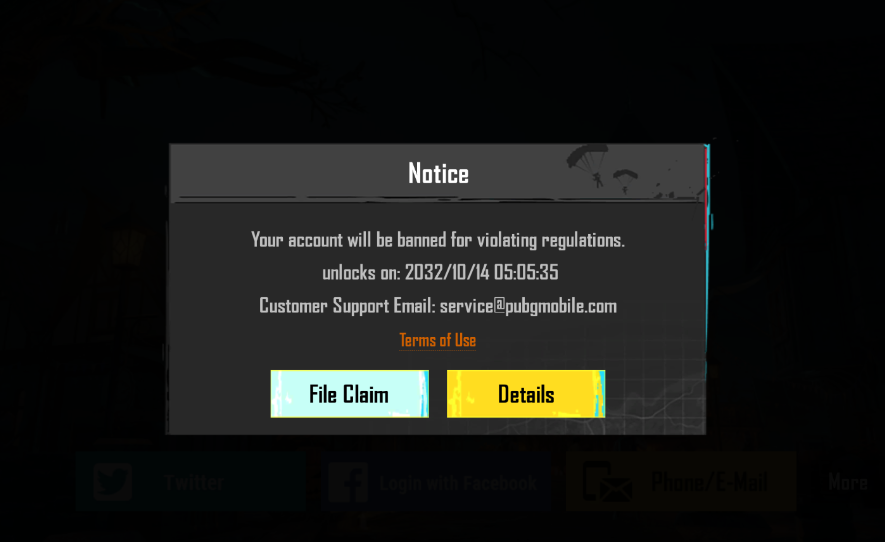 Notice
Your account will be banned for violating regulations.
unlocks on: 2032/10/14 05:05:35
Customer Support Email: service@pubgmobile.com
Terms of Use
File Claim
Details
Twitter
Login with Facebook
Phone/E-Mail
More